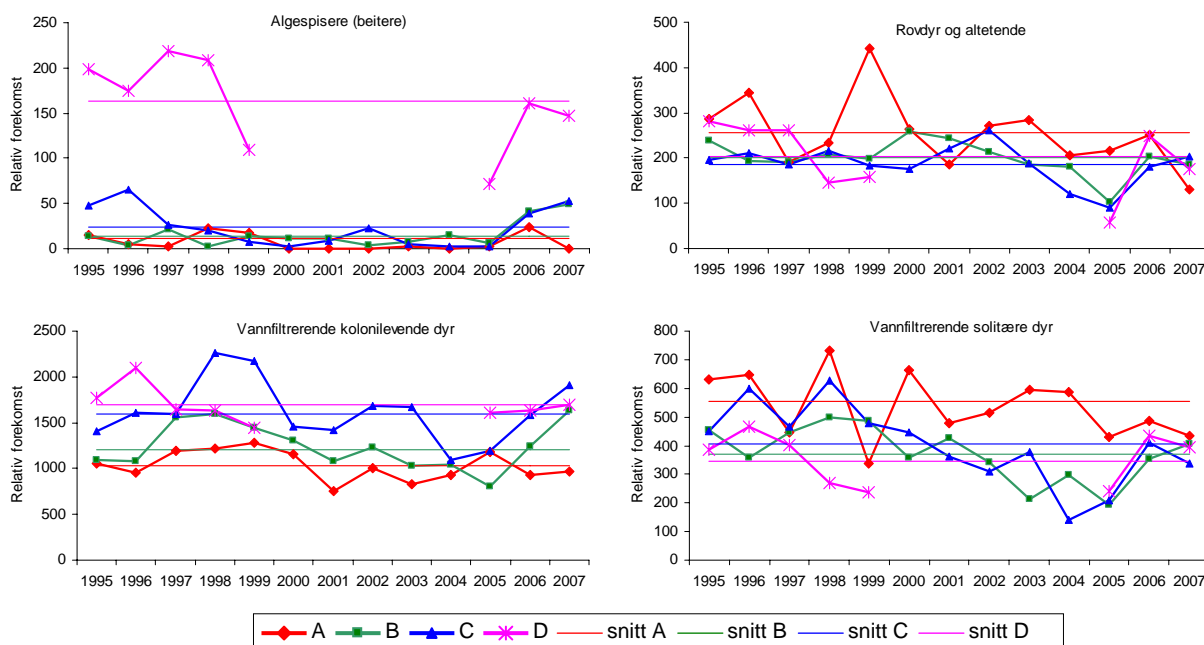 Algespisere (beitere)
Relativ forekomst
250
200
150
100
50
0
1995 1996 1997 1998 1999 2000 2001 2002 2003 2004 2005 2006 2007
Rovdyr og altetende
Relativ forekomst
500
400
300
200
100
0
1995 1996 1997 1998 1999 2000 2001 2002 2003 2004 2005 2006 2007
Vannfiltrerende kolonilevende dyr
Relativ forekomst
2500
2000
1500
1000
500
0
1995 1996 1997 1998 1999 2000 2001 2002 2003 2004 2005 2006 2007
Vannfiltrerende solitære dyr
Relativ forekomst
800
700
600
500
400
300
200
100
0
1995 1996 1997 1998 1999 2000 2001 2002 2003 2004 2005 2006 2007
A B C D snitt A snitt B snitt C snitt D